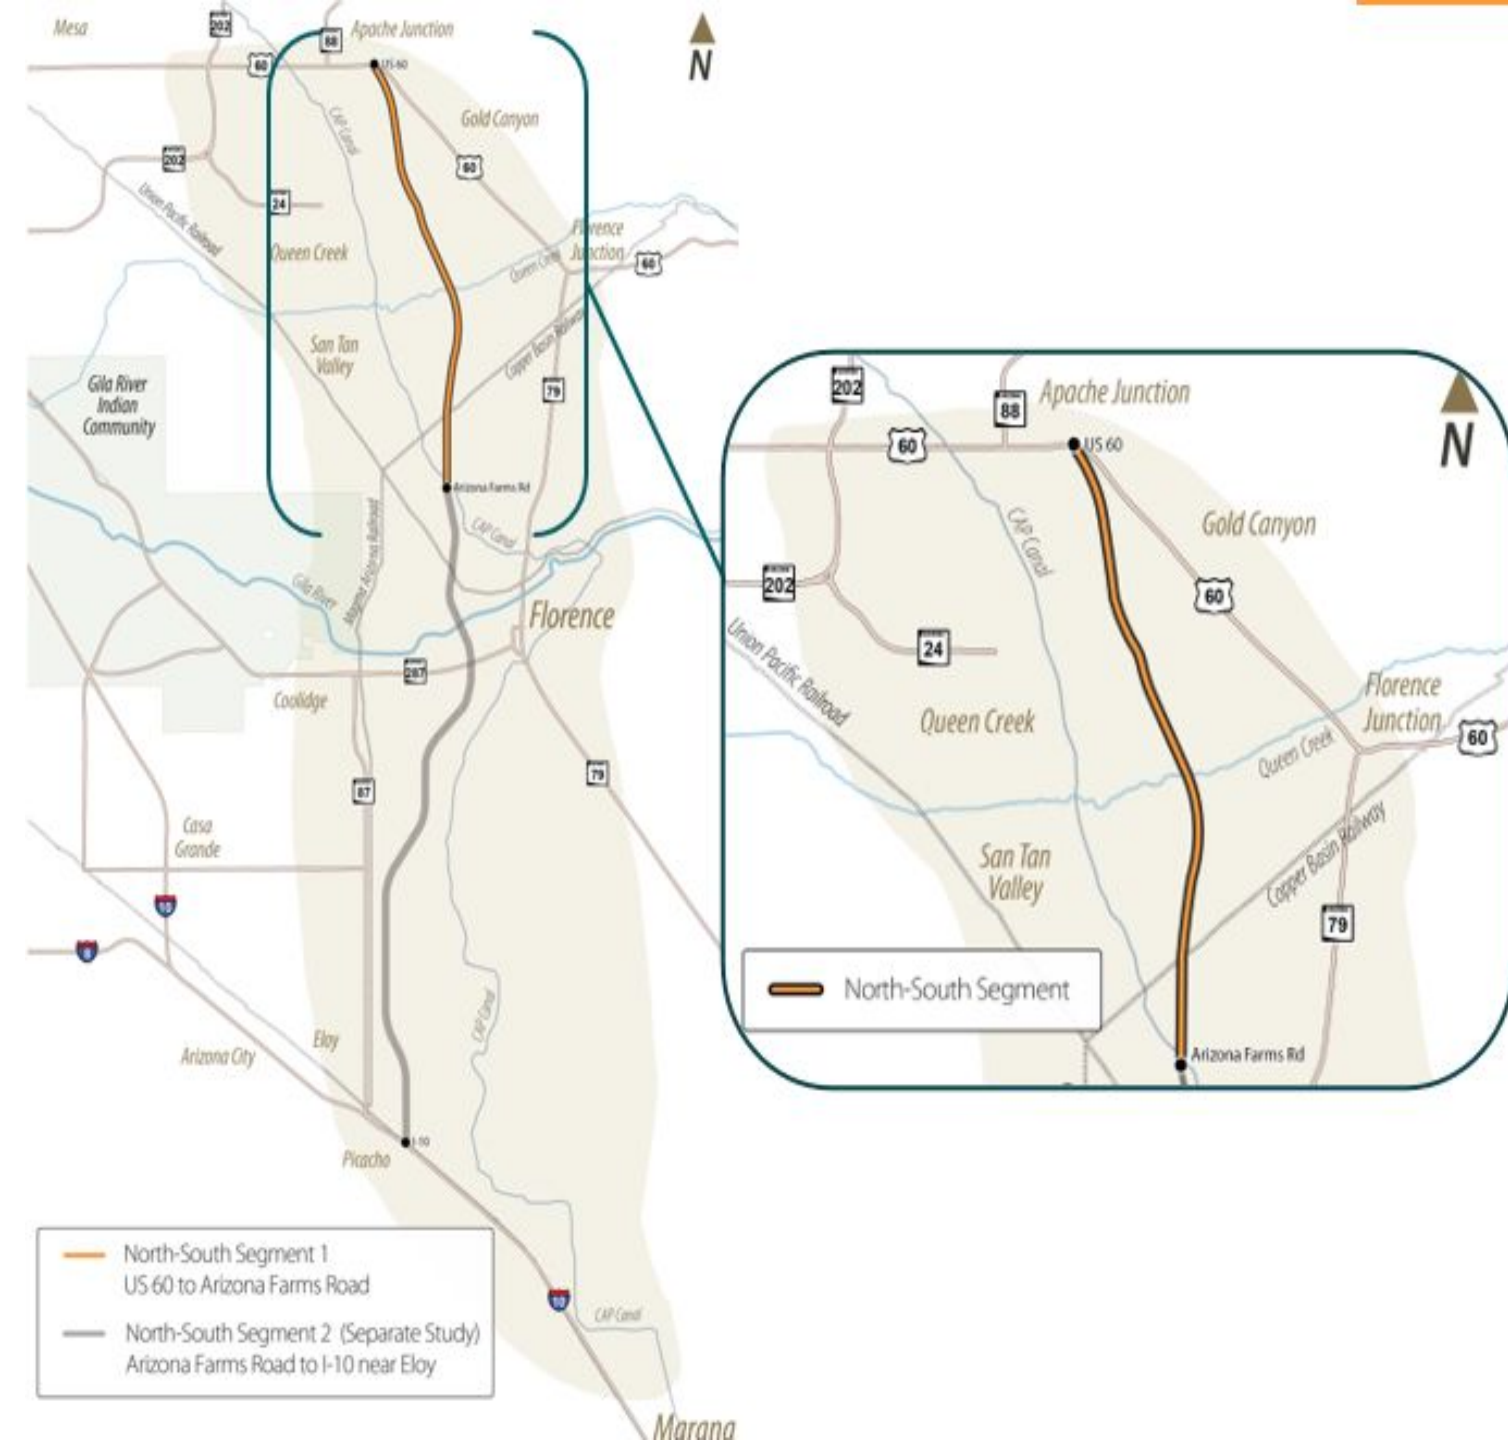 Mesa
202
88
Apache Junction
60
US 60
N
CAP Canal
Gold Canyon
202
60
Union Pacific Railroad
24
Queen Creek
Florence
Junction
Queen Creek
60
San Tan
Valley
Copper Basin Railway
79
Gila River
Indian
Community
Arizona Farms Rd
CAP Canal
Magma Arizona Railroad
Gila River
Florence
287
Coolidge
79
87
Casa
Grande
10
8
CAP Canal
Eloy
Arizona City
I-10
Picacho
10
CAP Canal
Marana
North-South Segment 1
US 60 to Arizona Farms Road
North-South Segment 2 (Separate Study)
Arizona Farms Road to I-10 near Eloy
202
88
Apache Junction
N
60
US 60
CAP Canal
Gold Canyon
202
60
Union Pacific Railroad
24
Queen Creek
Florence
Junction
60
Queen Creek
San Tan
Valley
Copper Basin Railway
79
North-South Segment
Arizona Farms Rd